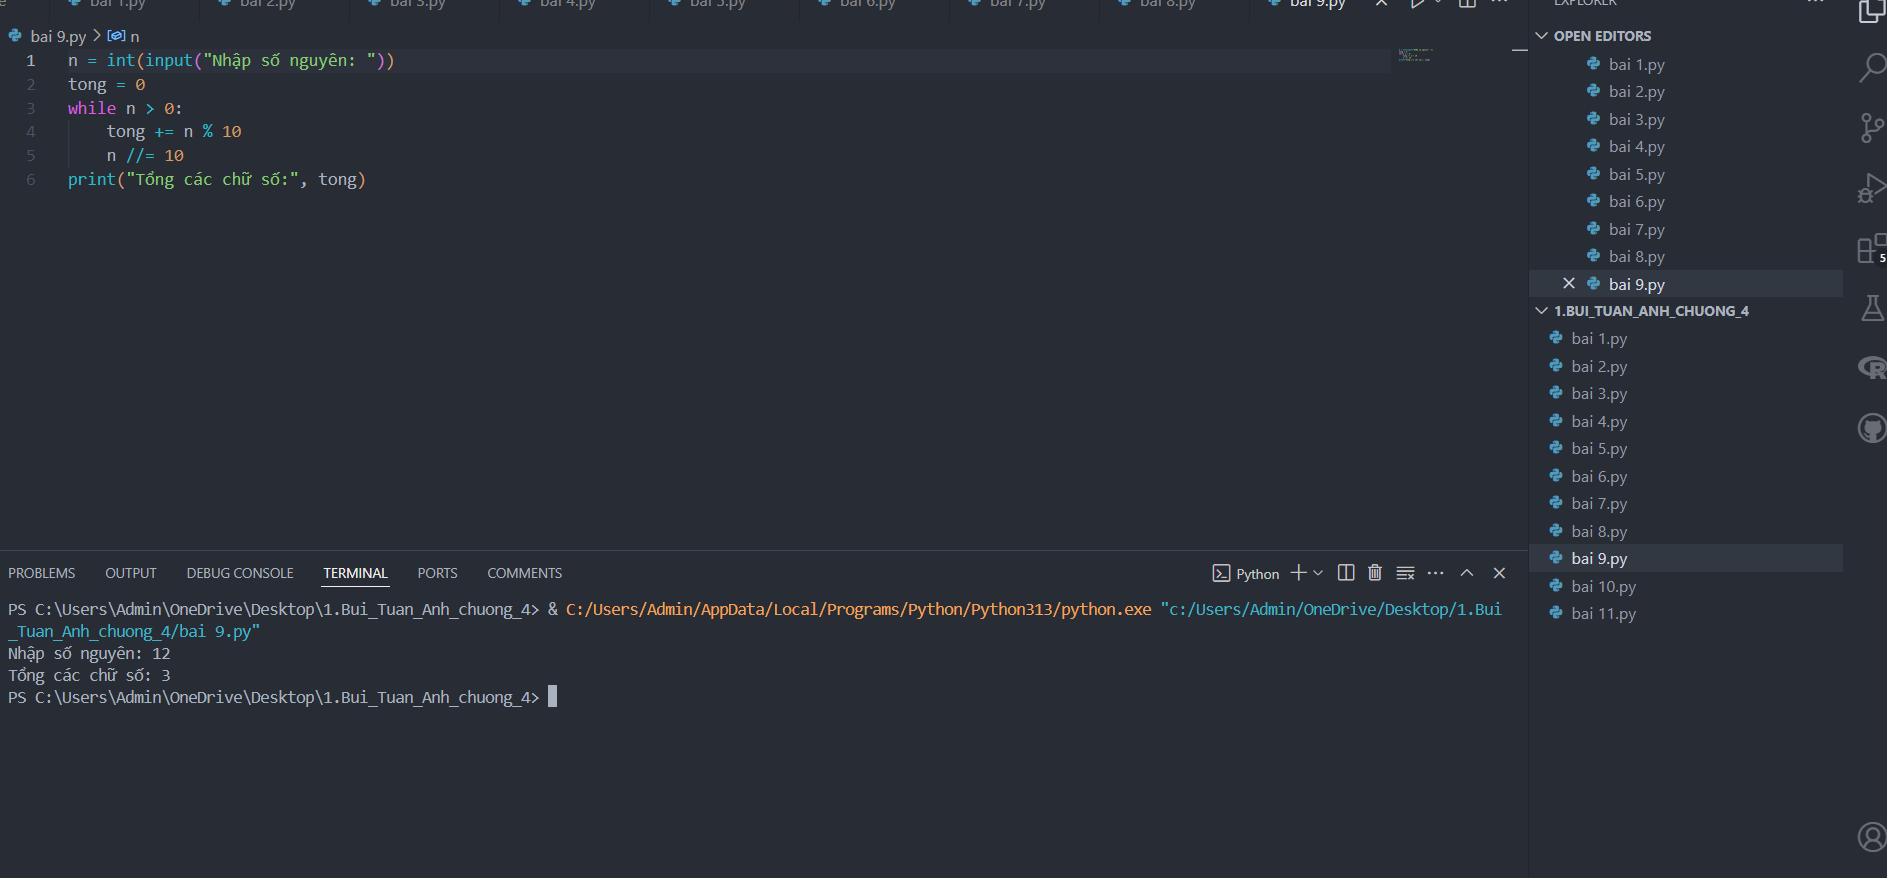 bai 1.py bai 2.py bai 3.py bai 4.py bai 5.py bai 6.py bai 7.py bai 8.py bai 9.py
bai 9.py > n
1 n = int(input("Nhập số nguyên: "))
2 tong = 0
3 while n > 0:
4 tong += n % 10
5 n //= 10
6 print("Tổng các chữ số:", tong)
PROBLEMS OUTPUT DEBUG CONSOLE TERMINAL PORTS COMMENTS
Python
PS C:\Users\Admin\OneDrive\Desktop\1.Bui_Tuan_Anh_chuong_4> & C:/Users/Admin/AppData/Local/Programs/Python/Python313/python.exe "c:/Users/Admin/OneDrive/Desktop/1.Bui
_Tuan_Anh_chuong_4/bai 9.py"
Nhập số nguyên: 12
Tổng các chữ số: 3
PS C:\Users\Admin\OneDrive\Desktop\1.Bui_Tuan_Anh_chuong_4>
EXPLORER
OPEN EDITORS
bai 1.py
bai 2.py
bai 3.py
bai 4.py
bai 5.py
bai 6.py
bai 7.py
bai 8.py
bai 9.py
1.BUI_TUAN_ANH_CHUONG_4
bai 1.py
bai 2.py
bai 3.py
bai 4.py
bai 5.py
bai 6.py
bai 7.py
bai 8.py
bai 9.py
bai 10.py
bai 11.py
5
R